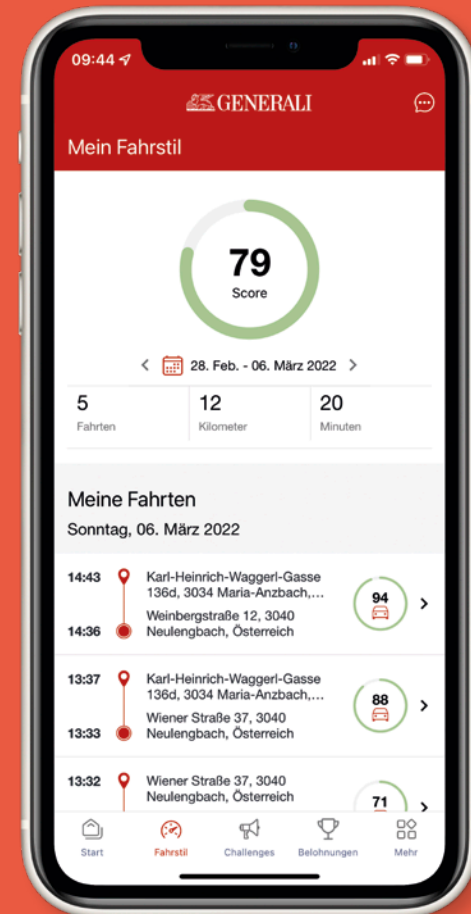 09:44
GENERALI
Mein Fahrstil
79
Score
28. Feb. - 06. März 2022
5
Fahrten
12
Kilometer
20
Minuten
Meine Fahrten
Sonntag, 06. März 2022
14:43
Karl-Heinrich-Waggerl-Gasse
136d, 3034 Maria-Anzbach,...
94
14:36
Weinbergstraße 12, 3040
Neulengbach, Österreich
13:37
Karl-Heinrich-Waggerl-Gasse
136d, 3034 Maria-Anzbach,...
88
13:33
Wiener Straße 37, 3040
Neulengbach, Österreich
13:32
Wiener Straße 37, 3040
Neulengbach, Österreich
71
Start
Fahrstil
Challenges
Belohnungen
Mehr